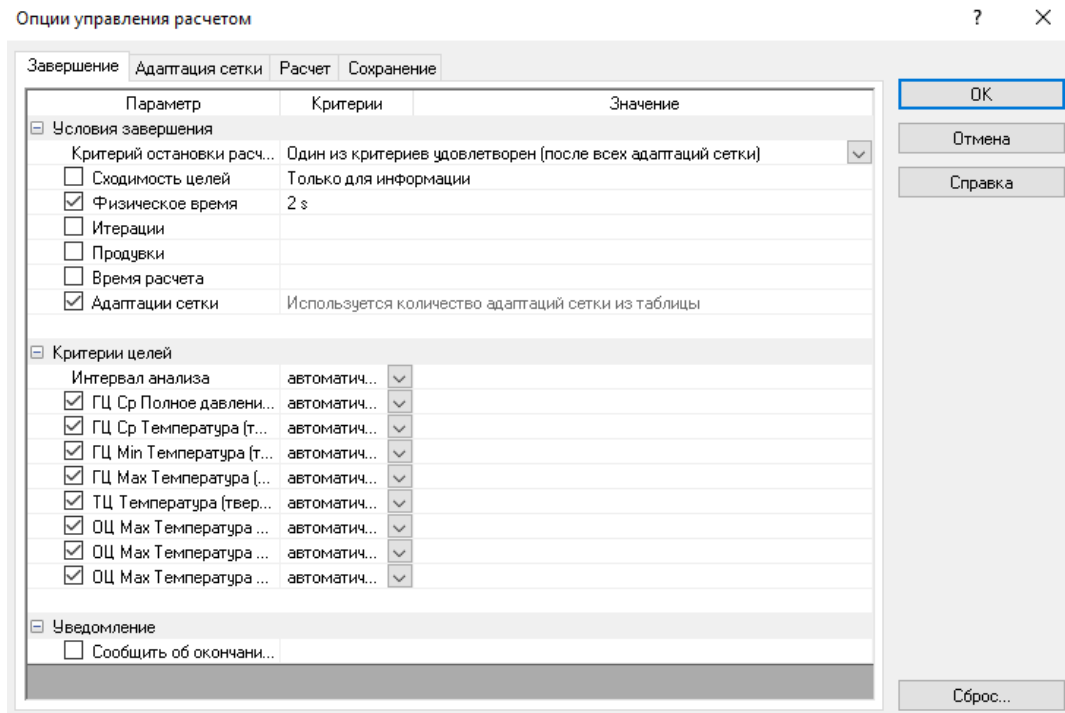 Опции управления расчетом ? ×
Завершение Адаптация сетки Расчет Сохранение
Параметр Критерии Значение
Условия завершения
Критерий остановки расч... Один из критериев удовлетворен (после всех адаптаций сетки)
Сходимость целей Только для информации
Физическое время 2 s
Итерации
Продувки
Время расчета
Адаптации сетки Используется количество адаптаций сетки из таблицы
Критерии целей
Интервал анализа автоматич...
ГЦ Ср Полное давлени... автоматич...
ГЦ Ср Температура (т... автоматич...
ГЦ Min Температура (т... автоматич...
ГЦ Max Температура (... автоматич...
ТЦ Температура (твер... автоматич...
ОЦ Max Температура ... автоматич...
ОЦ Max Температура ... автоматич...
ОЦ Max Температура ... автоматич...
Уведомление
Сообщить об окончани...
OK
Отмена
Справка
Сброс...